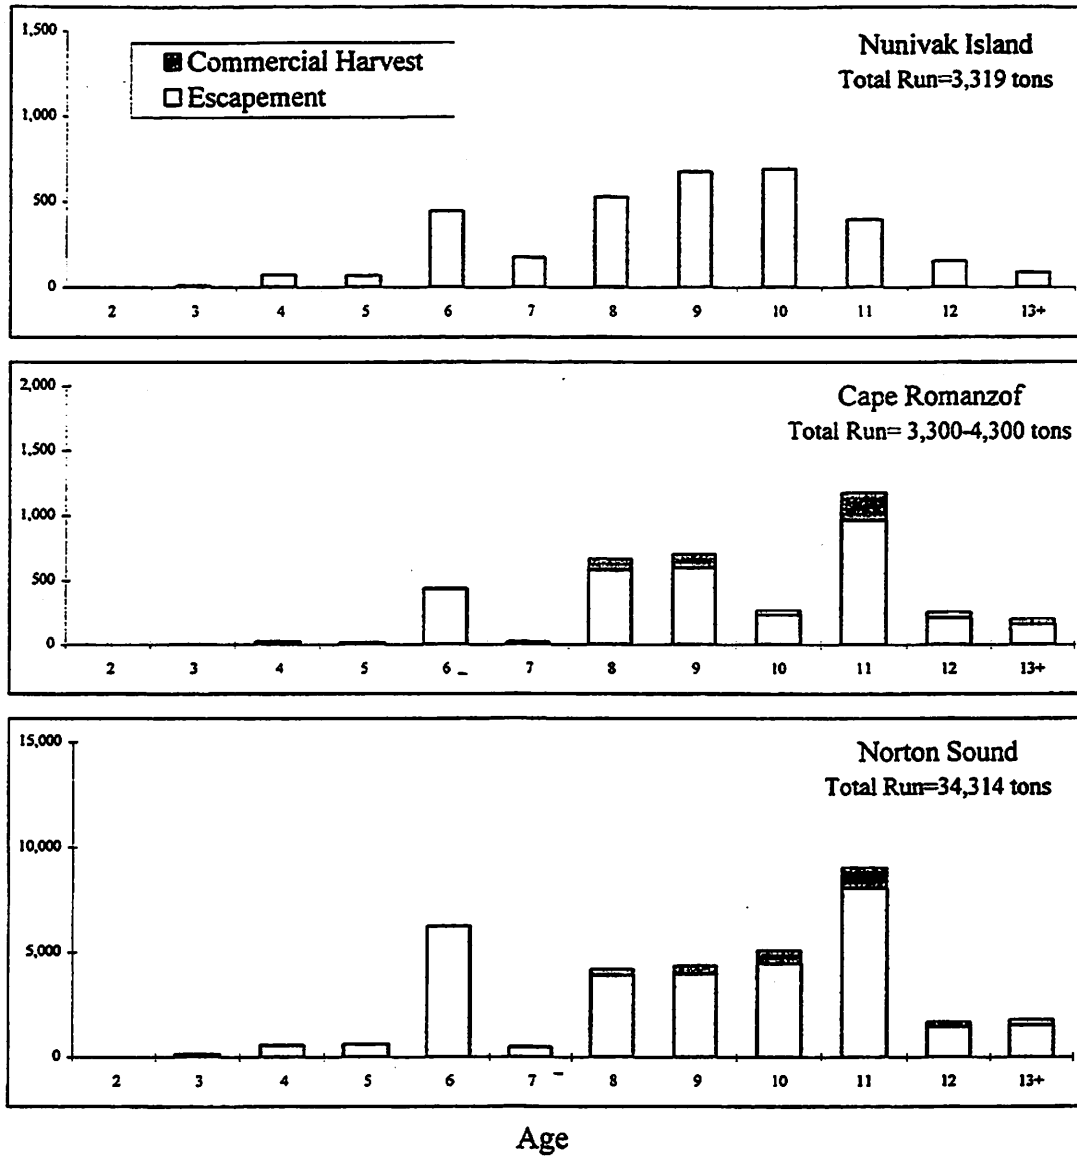 1,500
Nunivak Island
Total Run=3,319 tons
Commercial Harvest
Escapement
1,000
500
0
2 3 4 5 6 7 8 9 10 11 12 13+
2,000
Cape Romanzof
Total Run= 3,300-4,300 tons
1,500
1,000
500
0
2 3 4 5 6 7 8 9 10 11 12 13+
15,000
Norton Sound
Total Run=34,314 tons
10,000
5,000
0
2 3 4 5 6 7 8 9 10 11 12 13+
Age